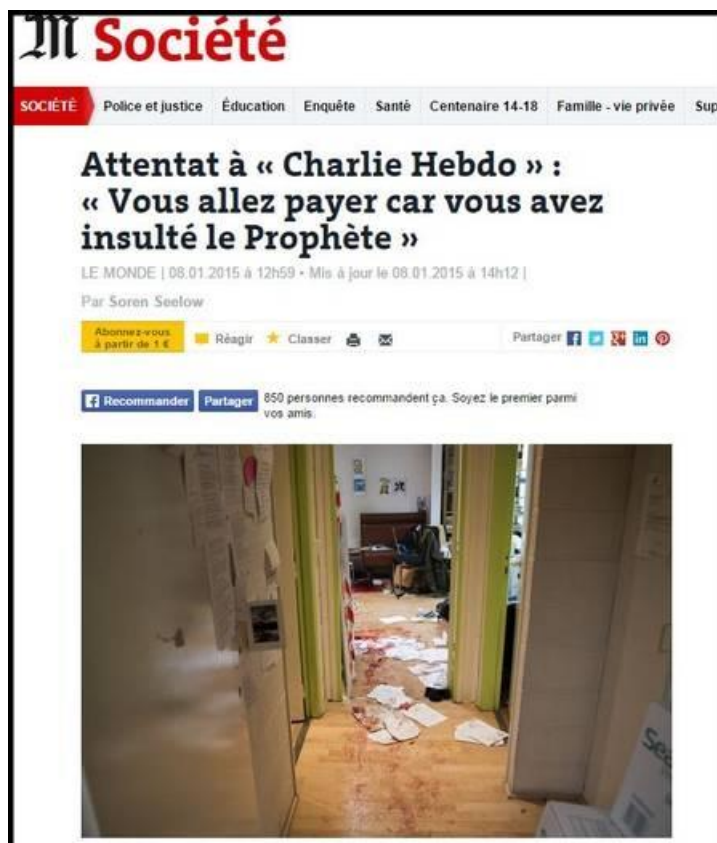 M Société
SOCIÉTÉ Police et justice Éducation Enquête Santé Centenaire 14-18 Famille - vie privée Sup
Attentat à « Charlie Hebdo » :
« Vous allez payer car vous avez
insulté le Prophète »
LE MONDE | 08.01.2015 à 12h59 • Mis à jour le 08.01.2015 à 14h12 |
Par Soren Seelow
Abonnez-vous
à partir de 1 €
Réagir Classer Partager
Recommander Partager 850 personnes recommandent ça. Soyez le premier parmi
vos amis.